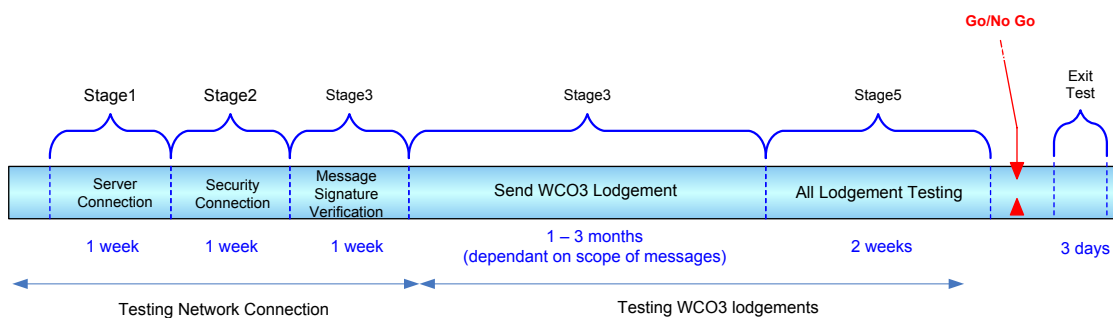 Go/No Go
Stage1
Stage2
Stage3
Stage3
Stage5
Exit
Test
Server
Connection
Security
Connection
Message
Signature
Verification
Send WCO3 Lodgement
All Lodgement Testing
1 week
1 week
1 week
1 – 3 months
(dependant on scope of messages)
2 weeks
3 days
Testing Network Connection
Testing WCO3 lodgements